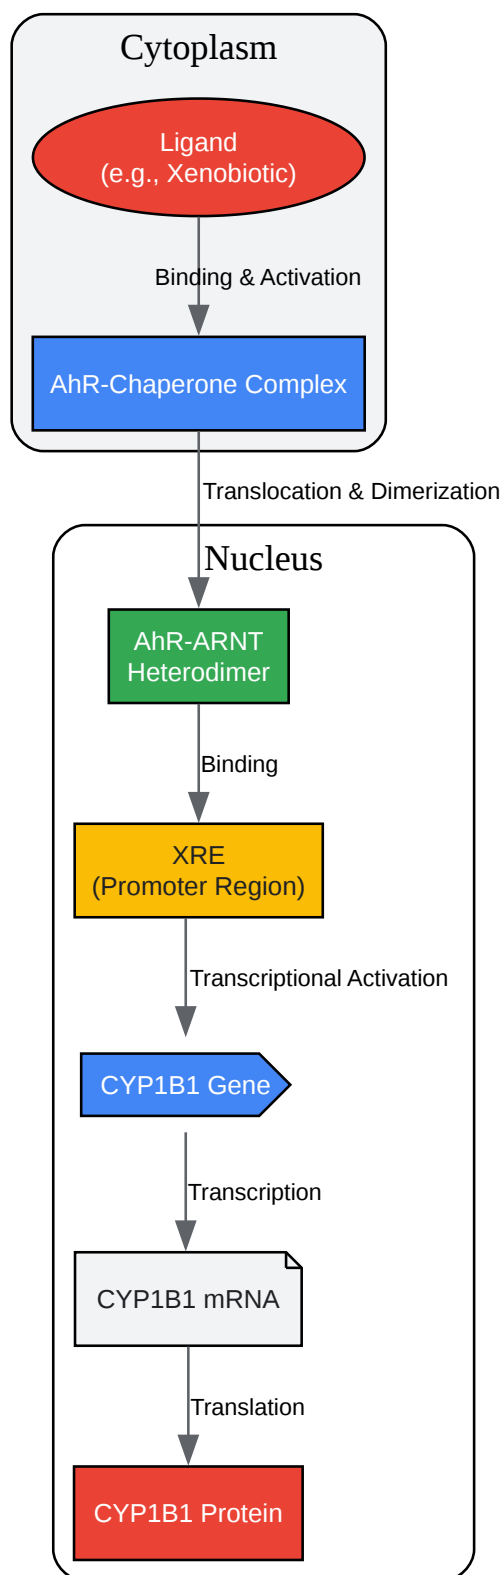 Cytoplasm
Ligand
(e.g., Xenobiotic)
Binding & Activation
AhR-Chaperone Complex
Translocation & Dimerization
Nucleus
AhR-ARNT
Heterodimer
Binding
XRE
(Promoter Region)
Transcriptional Activation
CYP1B1 Gene
Transcription
CYP1B1 mRNA
Translation
CYP1B1 Protein